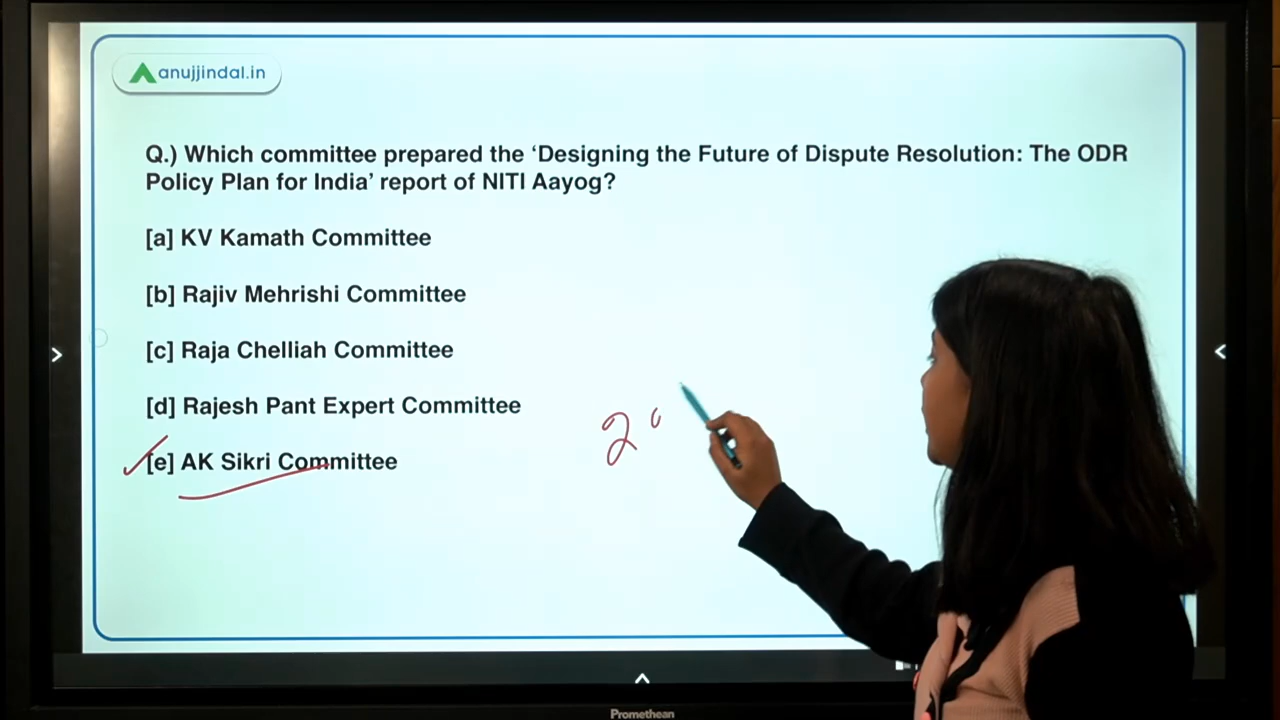 anujjindal.in
Q.) Which committee prepared the ‘Designing the Future of Dispute Resolution: The ODR
Policy Plan for India’ report of NITI Aayog?
[a] KV Kamath Committee
[b] Rajiv Mehrishi Committee
[c] Raja Chelliah Committee
[d] Rajesh Pant Expert Committee
20
[e] AK Sikri Committee
Promethean